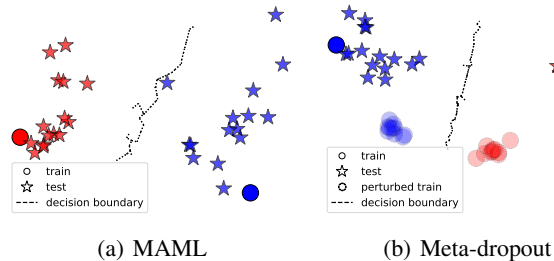 train
test
decision boundary
train
test
perturbed train
decision boundary
(a) MAML
(b) Meta-dropout